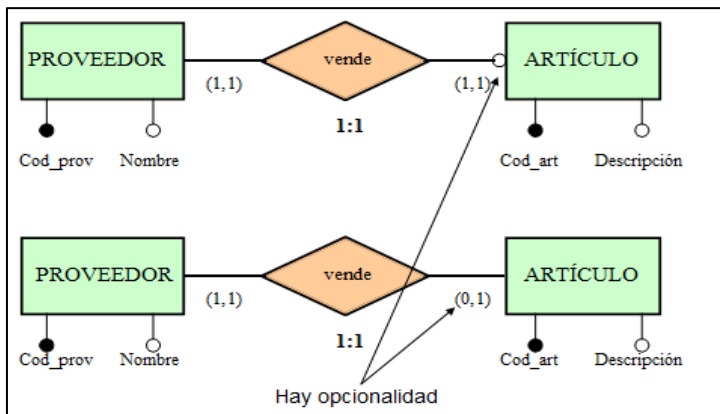 PROVEEDOR vende ARTÍCULO
(1,1) (1,1)
1:1
Cod_prov Nombre Cod_art Descripción
PROVEEDOR vende ARTÍCULO
(1,1) (0,1)
1:1
Cod_prov Nombre Cod_art Descripción
Hay opcionalidad